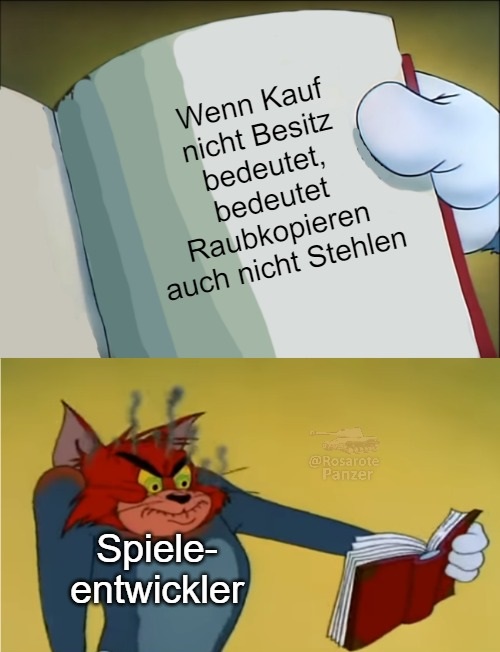 Wenn Kauf
nicht Besitz
bedeutet,
bedeutet
Raubkopieren
auch nicht Stehlen
@Rosarote
Panzer
Spiele-
entwickler